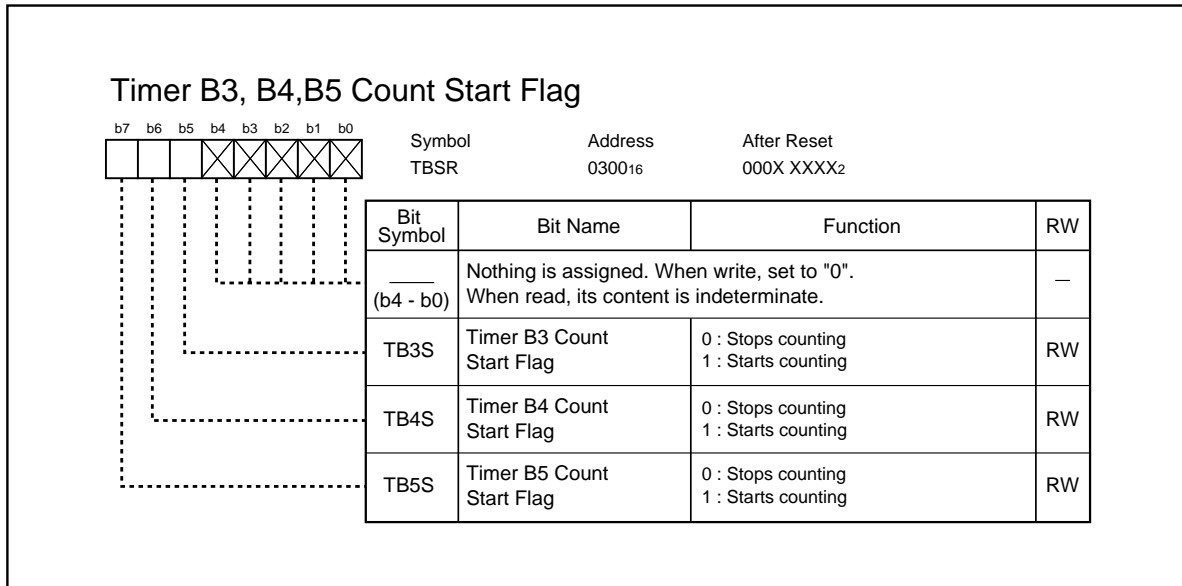 Timer B3, B4,B5 Count Start Flag
b7 b6 b5 b4 b3 b2 b1 b0
Symbol Address After Reset
TBSR 030016 000X XXXX2
Bit Symbol Bit Name Function RW
(b4 - b0) Nothing is assigned. When write, set to "0".
When read, its content is indeterminate. —
TB3S Timer B3 Count Start Flag 0 : Stops counting
1 : Starts counting RW
TB4S Timer B4 Count Start Flag 0 : Stops counting
1 : Starts counting RW
TB5S Timer B5 Count Start Flag 0 : Stops counting
1 : Starts counting RW